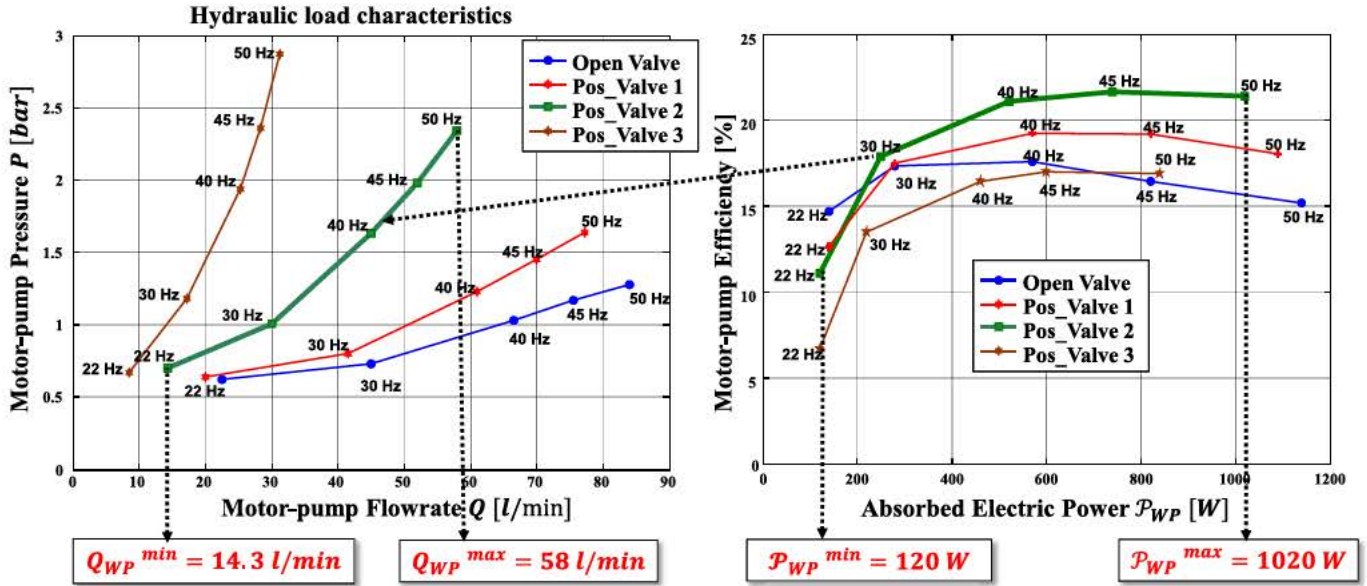 Hydraulic load characteristics
3
2.5
2
1.5
1
0.5
0
Motor-pump Pressure P [bar]
50 Hz
45 Hz
40 Hz
30 Hz
22 Hz
50 Hz
45 Hz
40 Hz
30 Hz
22 Hz
50 Hz
45 Hz
40 Hz
30 Hz
22 Hz
50 Hz
45 Hz
40 Hz
30 Hz
Open Valve
Pos_Valve 1
Pos_Valve 2
Pos_Valve 3
0 10 20 30 40 50 60 70 80 90
Motor-pump Flowrate Q [l/min]
Q_WP^min = 14.3 l/min
Q_WP^max = 58 l/min
25
20
15
10
5
0
Motor-pump Efficiency [%]
40 Hz
45 Hz
50 Hz
30 Hz
22 Hz
40 Hz
45 Hz
50 Hz
22 Hz
40 Hz
45 Hz
50 Hz
30 Hz
22 Hz
50 Hz
45 Hz
40 Hz
30 Hz
22 Hz
Open Valve
Pos_Valve 1
Pos_Valve 2
Pos_Valve 3
0 200 400 600 800 1000 1200
Absorbed Electric Power 𝒫_WP [W]
𝒫_WP^min = 120 W
𝒫_WP^max = 1020 W